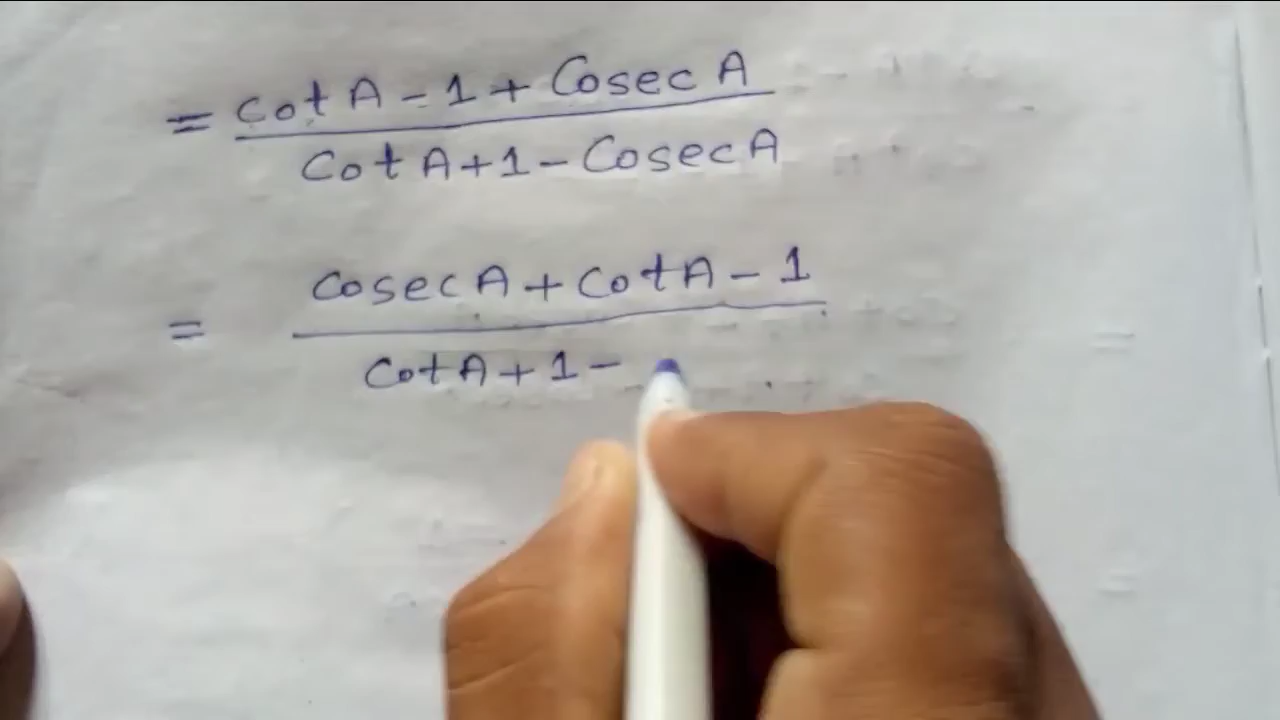 = cot A - 1 + Cosec A
Cot A + 1 - Cosec A
= Cosec A + Cot A - 1
Cot A + 1 -